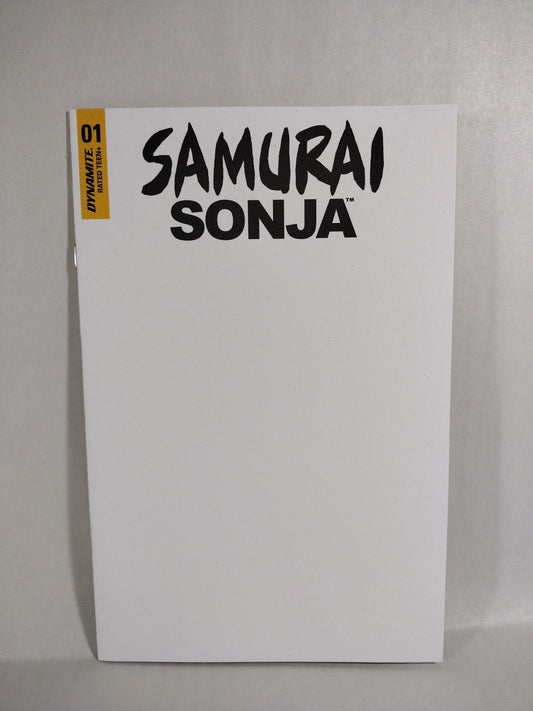 01
DYNAMITE.
RATED TEEN+
SAMURAI
SONJA™